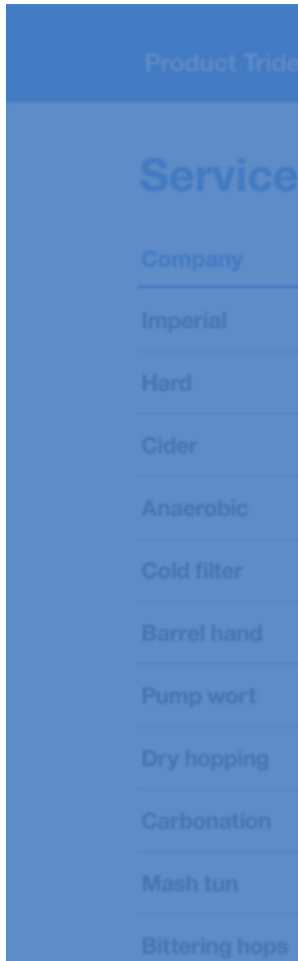 Product Tride
Service
Company
Imperial
Hard
Cider
Anaerobic
Cold filter
Barrel hand
Pump wort
Dry hopping
Carbonation
Mash tun
Bittering hops